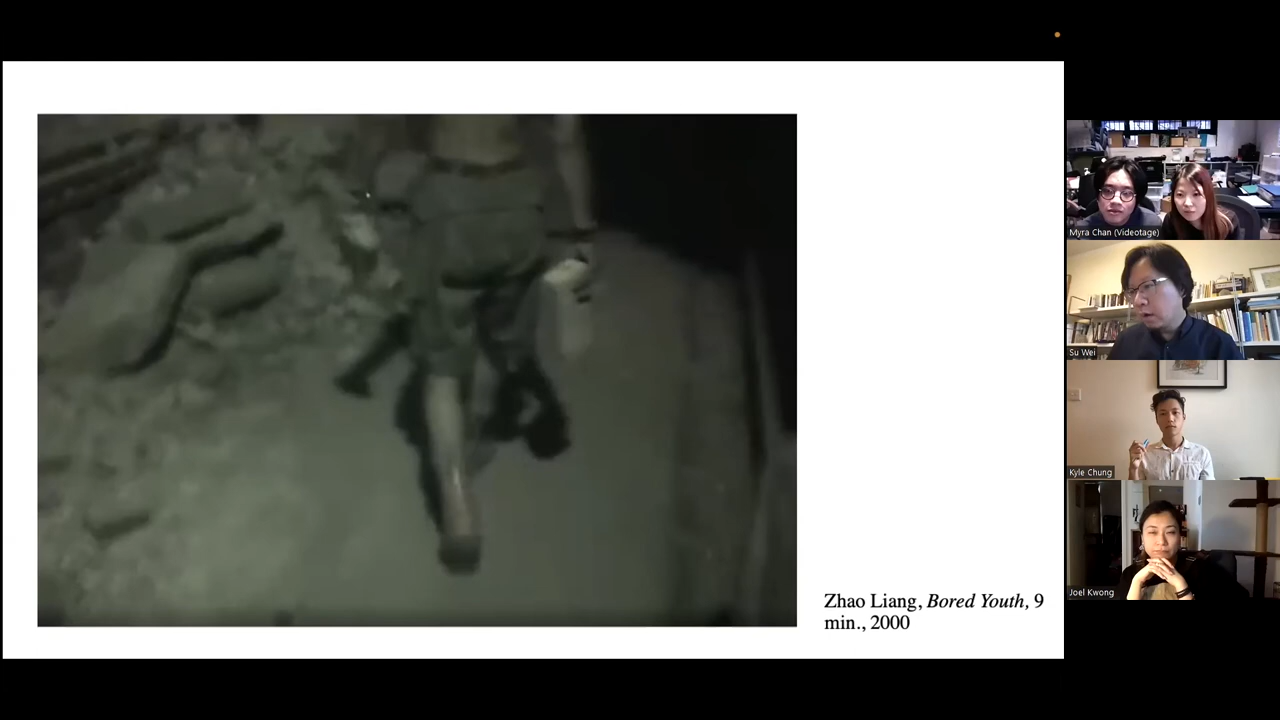 Zhao Liang, Bored Youth, 9
min., 2000
Myra Chan (Videotage)
Su Wei
Kyle Chung
Joel Kwong